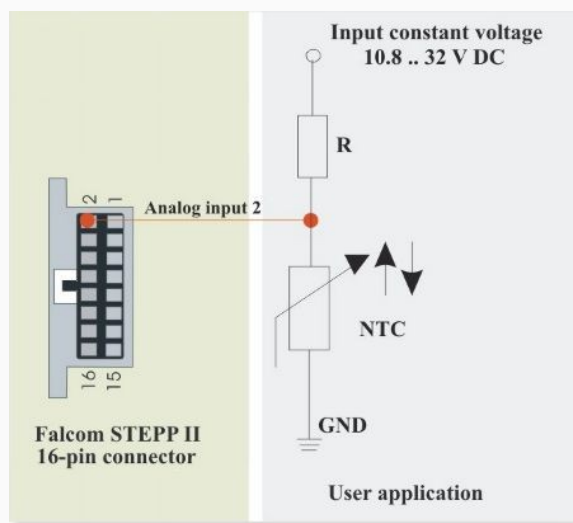 Input constant voltage
10.8 .. 32 V DC
R
2 1
Analog input 2
NTC
16 15
GND
Falcom STEPP II
16-pin connector
User application